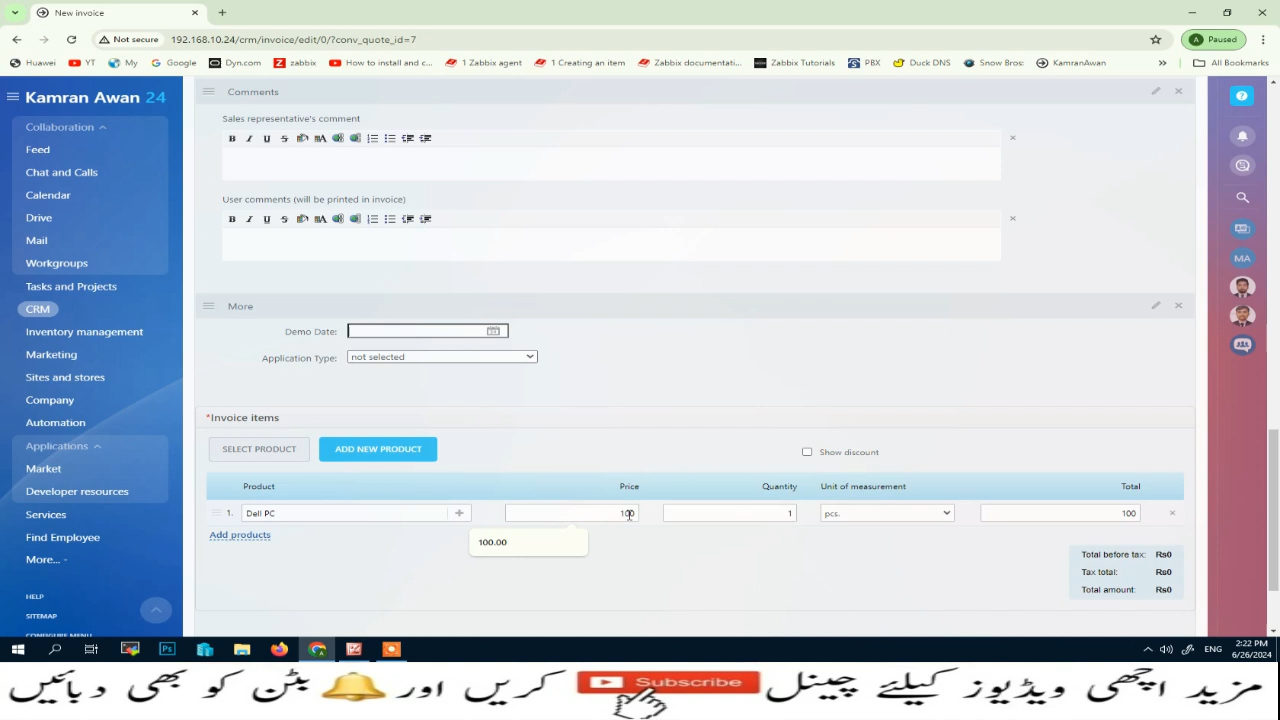 New invoice
Not secure 192.168.10.24/crm/invoice/edit/0/?conv_quote_id=7
A Paused
Huawei YT My Google Dyn.com zabbix How to install and c... 1 Zabbix agent 1 Creating an item Zabbix documentati... Zabbix Tutorials PBX Duck DNS Snow Bros: KamranAwan All Bookmarks
Kamran Awan 24
Collaboration
Feed
Chat and Calls
Calendar
Drive
Mail
Workgroups
Tasks and Projects
CRM
Inventory management
Marketing
Sites and stores
Company
Automation
Applications
Market
Developer resources
Services
Find Employee
More...
HELP
SITEMAP
CONFIGURE MENU
Comments
Sales representative's comment
User comments (will be printed in invoice)
More
Demo Date:
Application Type: not selected
*Invoice items
SELECT PRODUCT ADD NEW PRODUCT Show discount
Product Price Quantity Unit of measurement Total
1. Dell PC 100 1 pcs. 100
Add products
100.00
Total before tax: Rs0
Tax total: Rs0
Total amount: Rs0
MA
ENG 2:22 PM
6/26/2024
مزید اچھی ویڈیوز کیلئے چینل Subscribe کریں اور بٹن کو بھی دبائیں